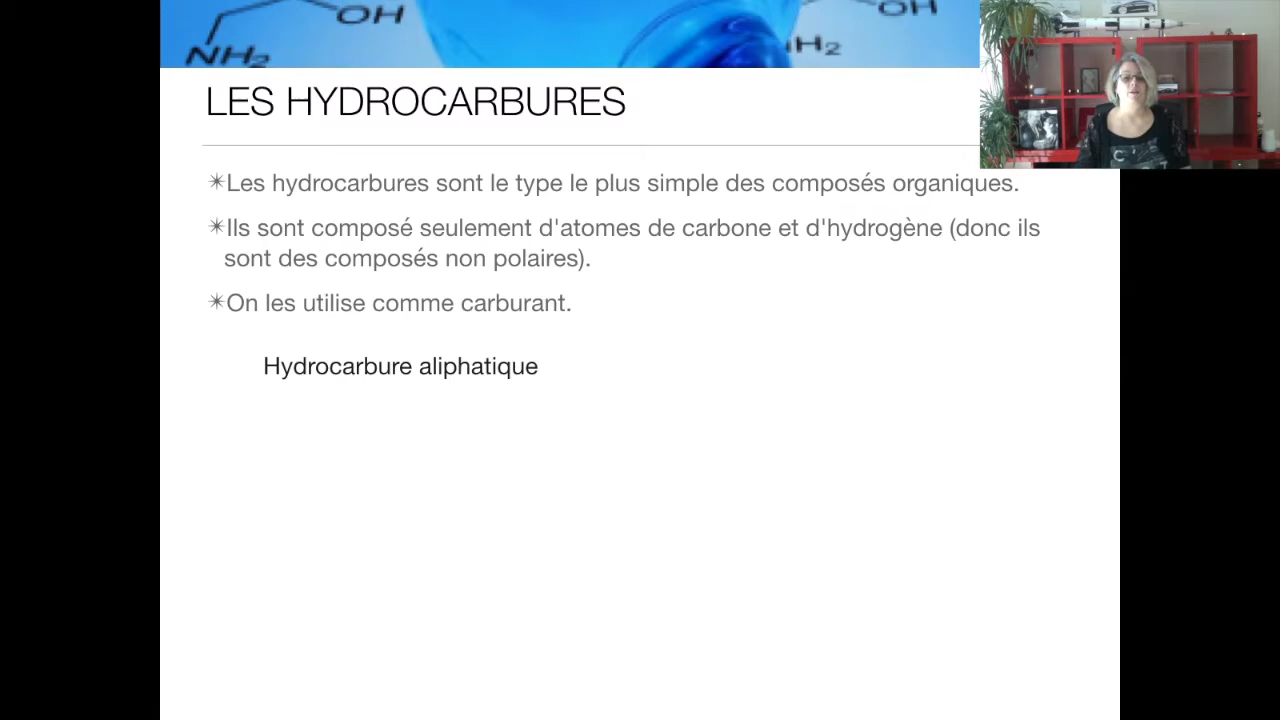 OH
OH
NH₂
H₂
LES HYDROCARBURES
✴Les hydrocarbures sont le type le plus simple des composés organiques.
✴Ils sont composé seulement d'atomes de carbone et d'hydrogène (donc ils
sont des composés non polaires).
✴On les utilise comme carburant.
Hydrocarbure aliphatique